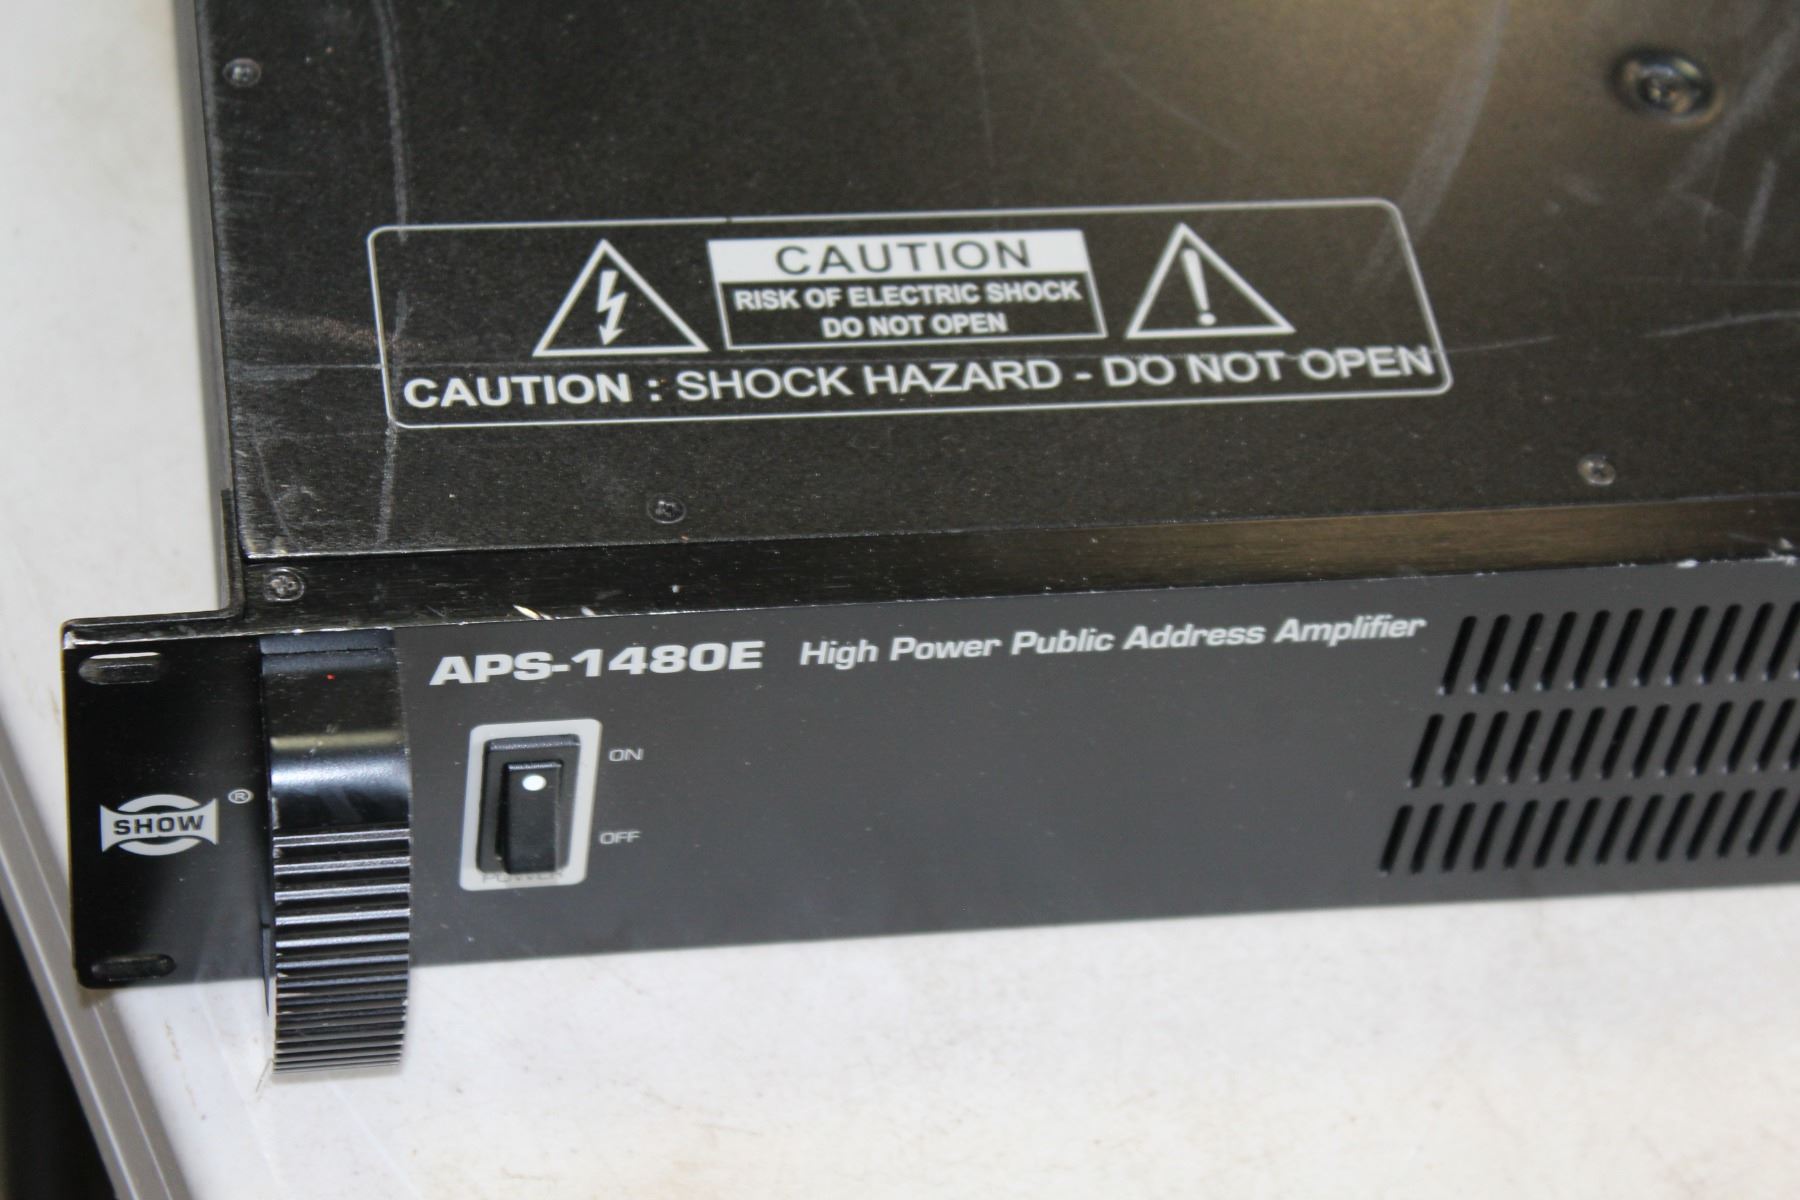 CAUTION
RISK OF ELECTRIC SHOCK
DO NOT OPEN
CAUTION : SHOCK HAZARD - DO NOT OPEN
APS-1480E High Power Public Address Amplifier
ON
SHOW ®
OFF
POWER